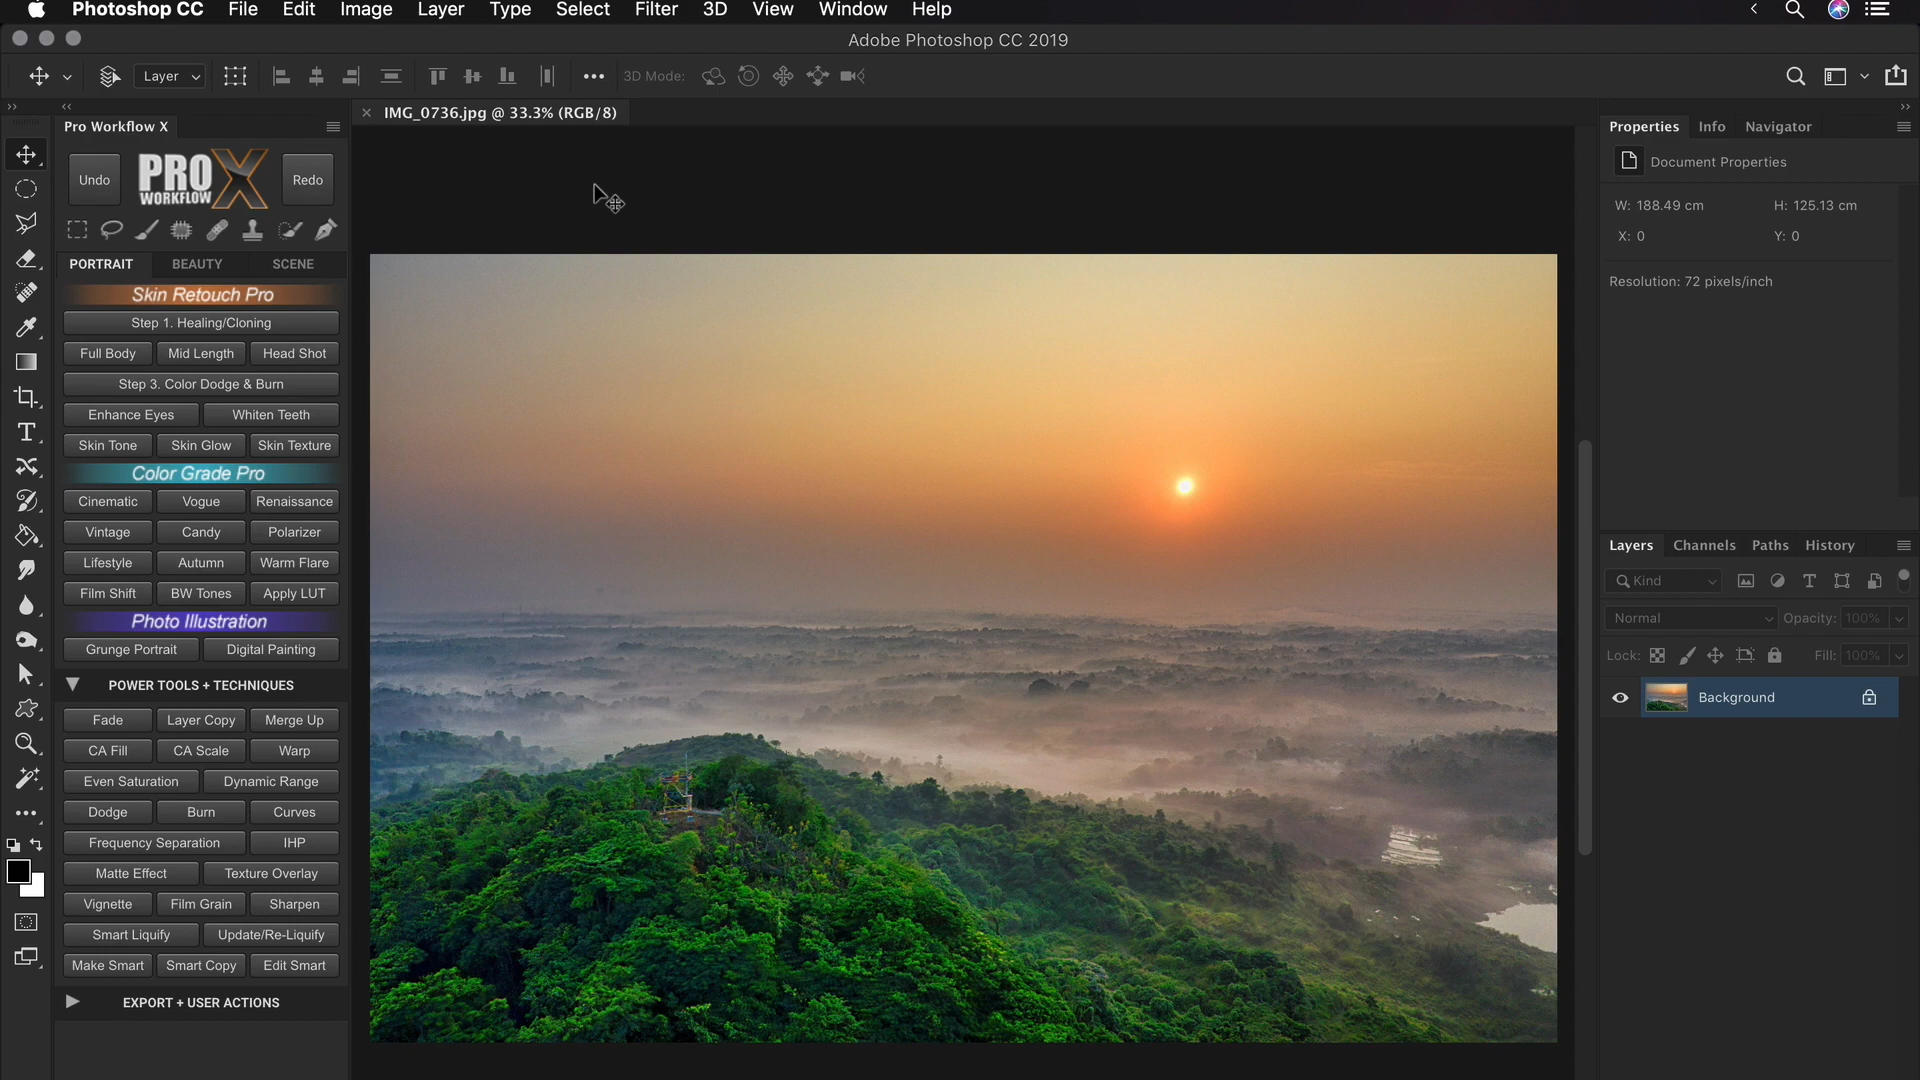 Photoshop CC File Edit Image Layer Type Select Filter 3D View Window Help
Adobe Photoshop CC 2019
Layer
3D Mode:
IMG_0736.jpg @ 33.3% (RGB/8)
Pro Workflow X
Undo
PRO WORKFLOW X
Redo
PORTRAIT BEAUTY SCENE
Skin Retouch Pro
Step 1. Healing/Cloning
Full Body Mid Length Head Shot
Step 3. Color Dodge & Burn
Enhance Eyes Whiten Teeth
Skin Tone Skin Glow Skin Texture
Color Grade Pro
Cinematic Vogue Renaissance
Vintage Candy Polarizer
Lifestyle Autumn Warm Flare
Film Shift BW Tones Apply LUT
Photo Illustration
Grunge Portrait Digital Painting
POWER TOOLS + TECHNIQUES
Fade Layer Copy Merge Up
CA Fill CA Scale Warp
Even Saturation Dynamic Range
Dodge Burn Curves
Frequency Separation IHP
Matte Effect Texture Overlay
Vignette Film Grain Sharpen
Smart Liquify Update/Re-Liquify
Make Smart Smart Copy Edit Smart
EXPORT + USER ACTIONS
Properties Info Navigator
Document Properties
W: 188.49 cm H: 125.13 cm
X: 0 Y: 0
Resolution: 72 pixels/inch
Layers Channels Paths History
Kind
Normal Opacity: 100%
Lock: Fill: 100%
Background